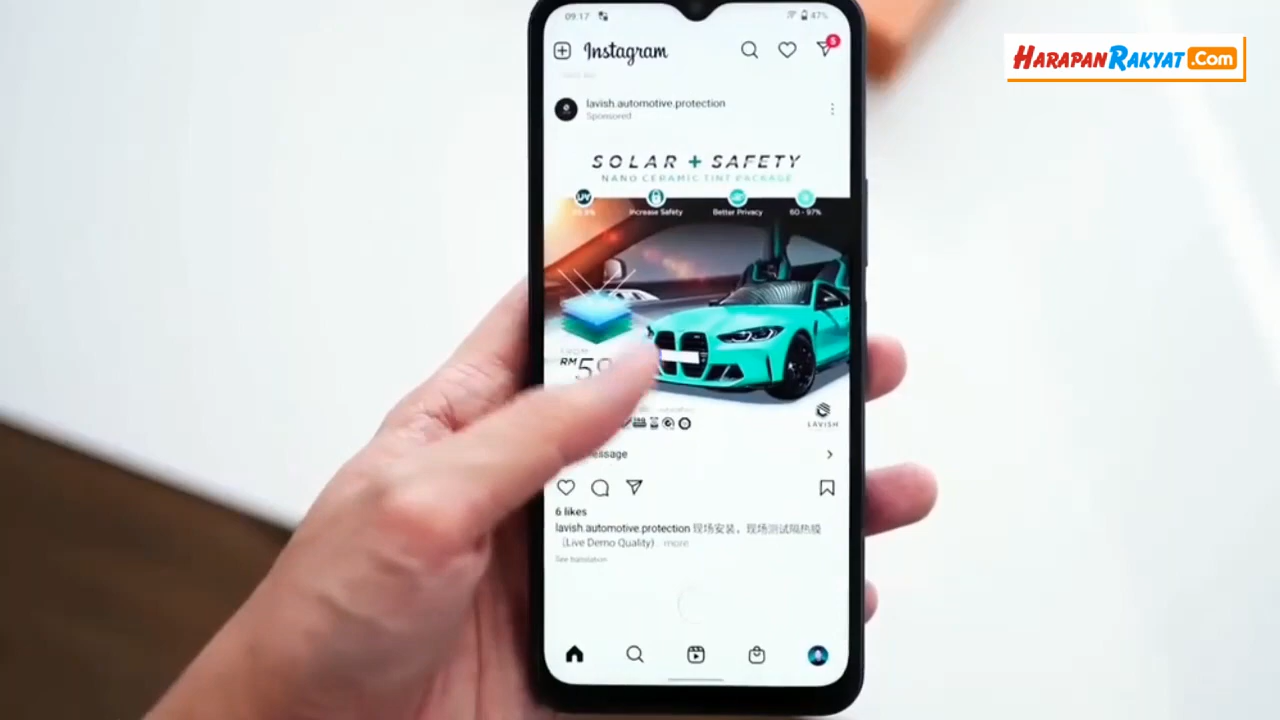 09:17
47%
Instagram
5
HARAPANRAKYAT.Com
lavish.automotive.protection
Sponsored
SOLAR + SAFETY
NANO CERAMIC TINT PACKAGE
UV
Increase Safety
Better Privacy
60 - 97%
FROM
RM
LAVISH
6 likes
lavish.automotive.protection 现场安装，现场测试隔热膜
(Live Demo Quality)... more
See translation